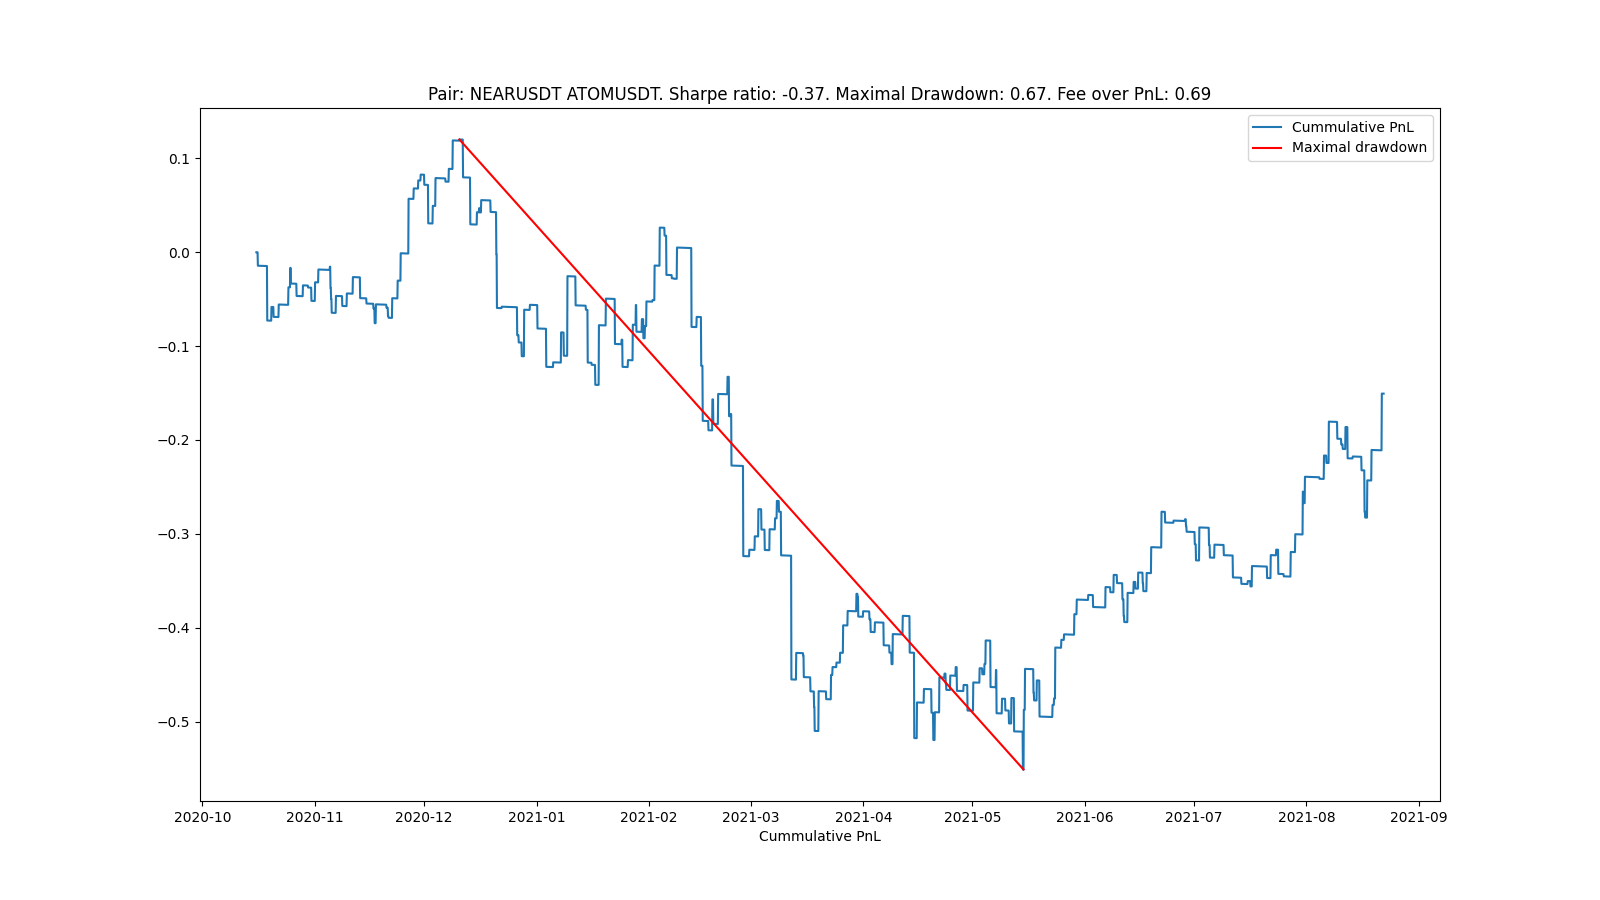 Pair: NEARUSDT ATOMUSDT. Sharpe ratio: -0.37. Maximal Drawdown: 0.67. Fee over PnL: 0.69
Cummulative PnL
Maximal drawdown
0.1
0.0
−0.1
−0.2
−0.3
−0.4
−0.5
2020-10 2020-11 2020-12 2021-01 2021-02 2021-03 2021-04 2021-05 2021-06 2021-07 2021-08 2021-09
Cummulative PnL